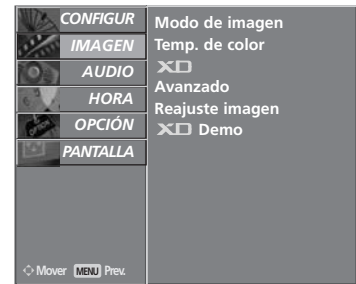 CONFIGUR
IMAGEN
AUDIO
HORA
OPCIÓN
PANTALLA
Mover MENU Prev.
Modo de imagen
Temp. de color
XD
Avanzado
Reajuste imagen
XD Demo